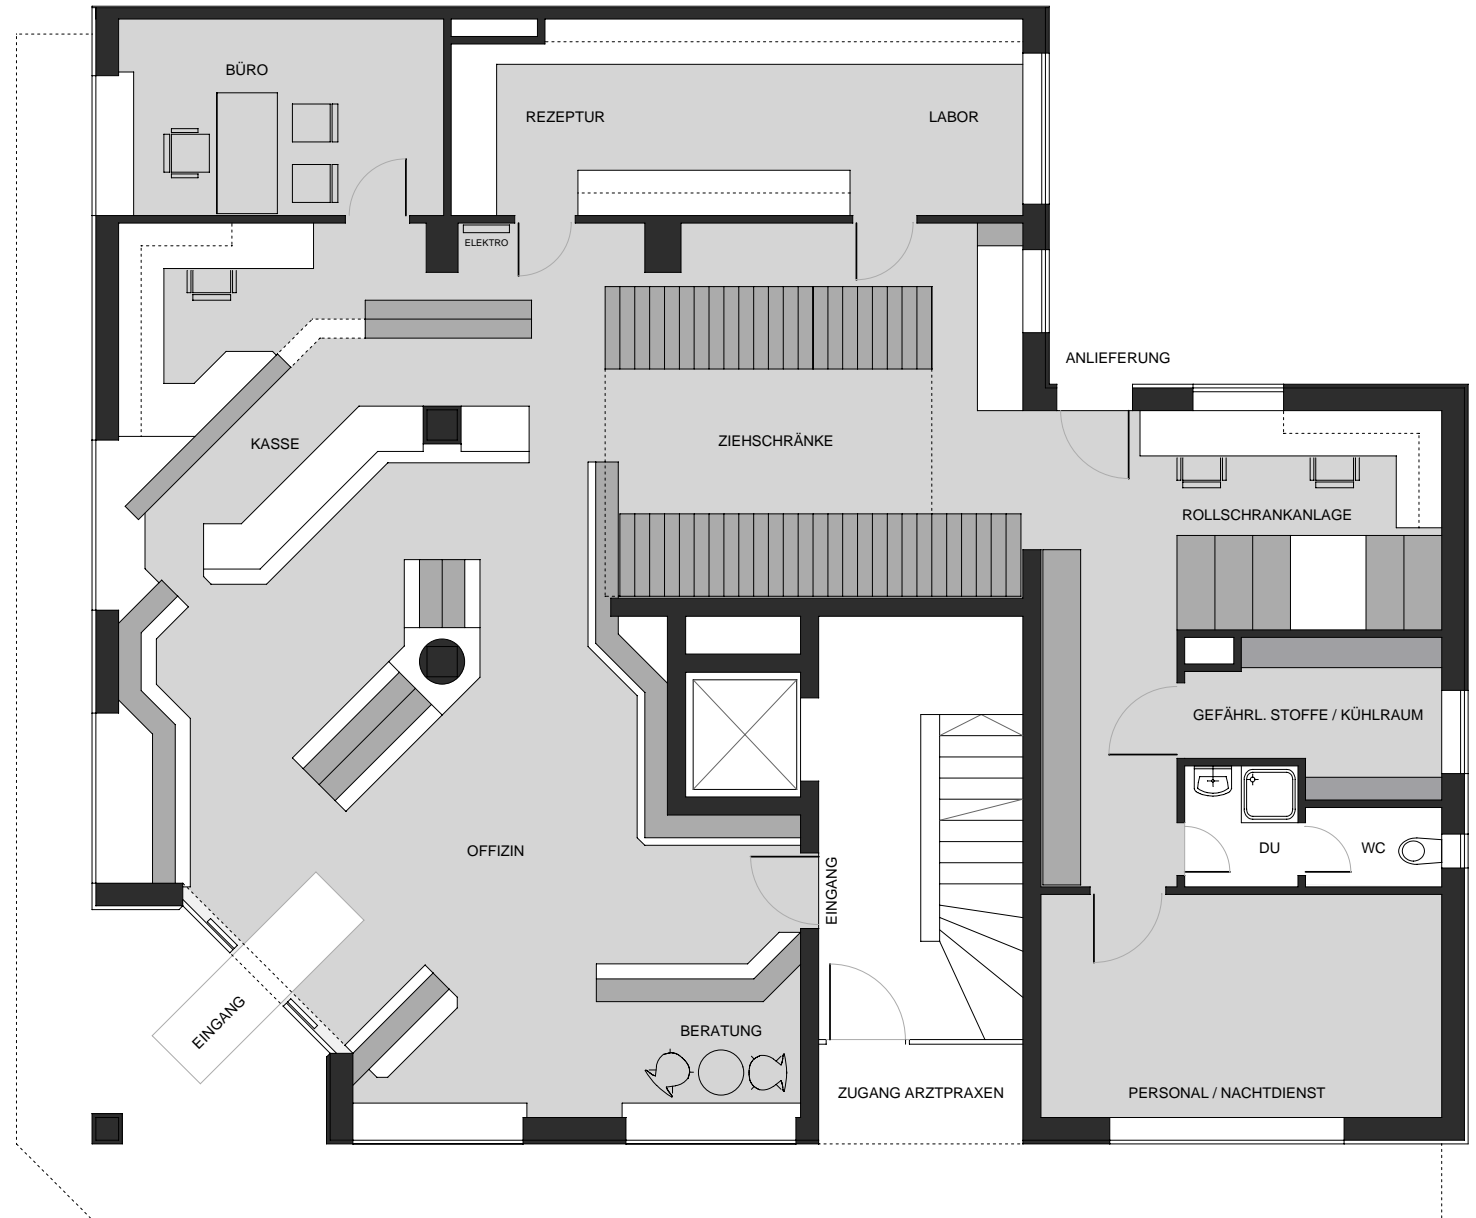 BÜRO
REZEPTUR
LABOR
ELEKTRO
ANLIEFERUNG
KASSE
ZIEHSCHRÄNKE
ROLLSCHRANKANLAGE
GEFÄHRL. STOFFE / KÜHLRAUM
OFFIZIN
DU
WC
EINGANG
EINGANG
BERATUNG
ZUGANG ARZTPRAXEN
PERSONAL / NACHTDIENST